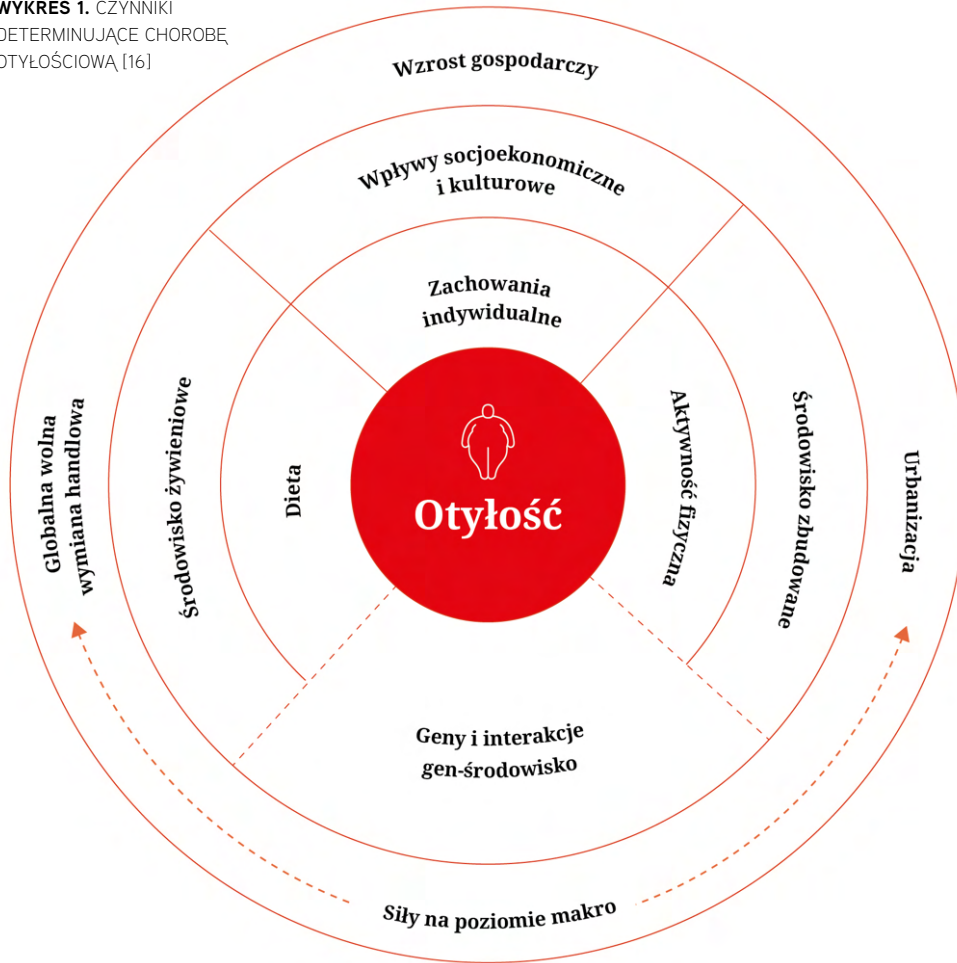 WYKRES 1. CZYNNIKI
DETERMINUJĄCE CHOROBĘ
OTYŁOŚCIOWĄ [16]
Wzrost gospodarczy
Wpływy socjoekonomiczne
i kulturowe
Zachowania
indywidualne
Globalna wolna
wymiana handlowa
Środowisko żywieniowe
Dieta
Otyłość
Aktywność fizyczna
Środowisko zbudowane
Urbanizacja
Geny i interakcje
gen-środowisko
Siły na poziomie makro